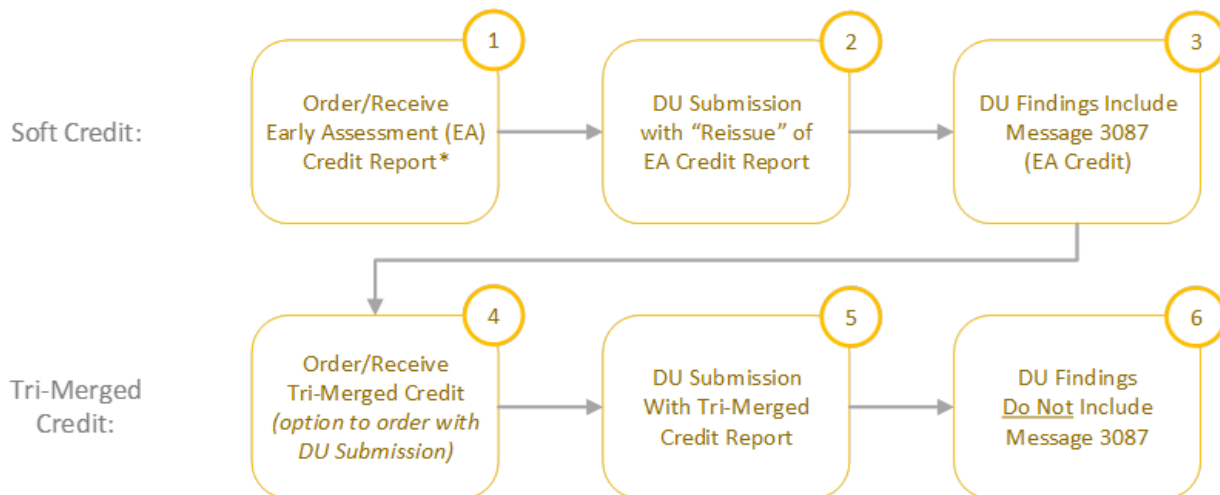 1
2
3
Soft Credit:
Order/Receive
Early Assessment (EA)
Credit Report*
DU Submission
with “Reissue” of
EA Credit Report
DU Findings Include
Message 3087
(EA Credit)
4
5
6
Tri-Merged
Credit:
Order/Receive
Tri-Merged Credit
(option to order with
DU Submission)
DU Submission
With Tri-Merged
Credit Report
DU Findings
Do Not Include
Message 3087